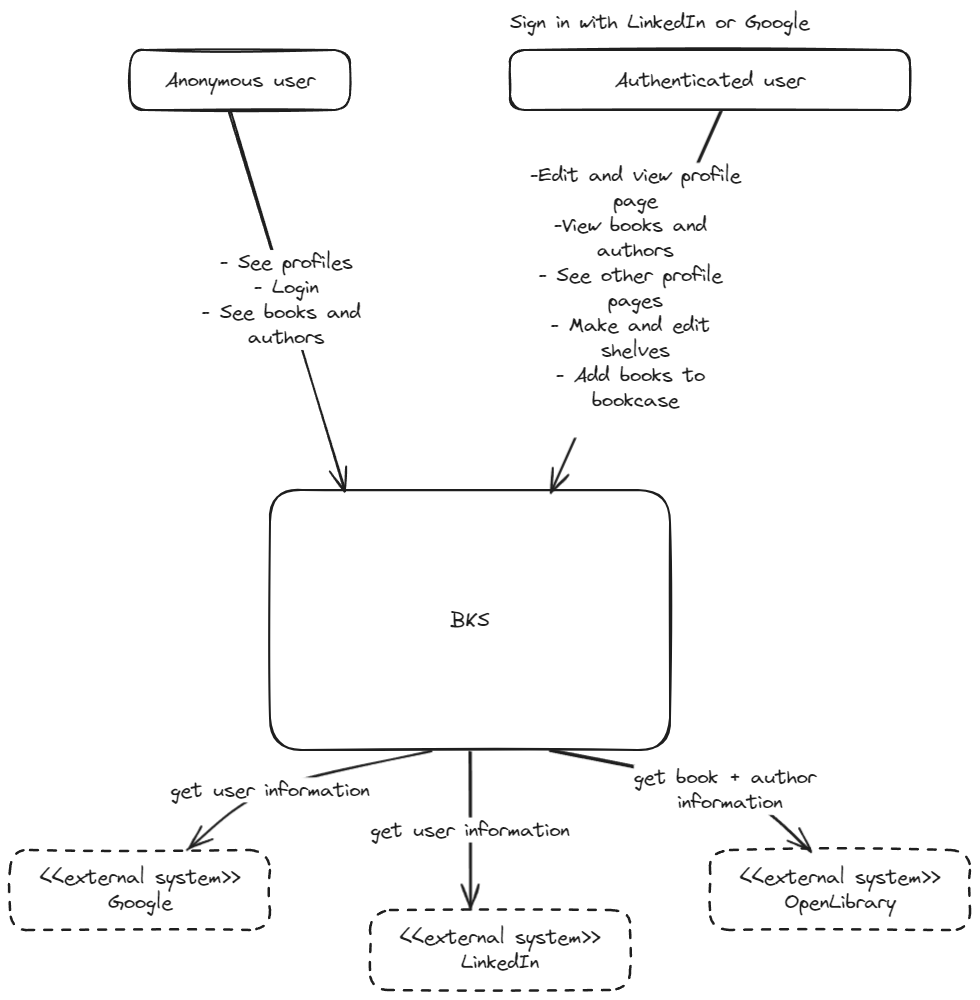 Sign in with LinkedIn or Google
Anonymous user
Authenticated user
-Edit and view profile
page
-View books and
authors
- See other profile
pages
- Make and edit
shelves
- Add books to
bookcase
- See profiles
- Login
- See books and
authors
BKS
get user information
get user information
get book + author
information
<<external system>>
Google
<<external system>>
LinkedIn
<<external system>>
OpenLibrary